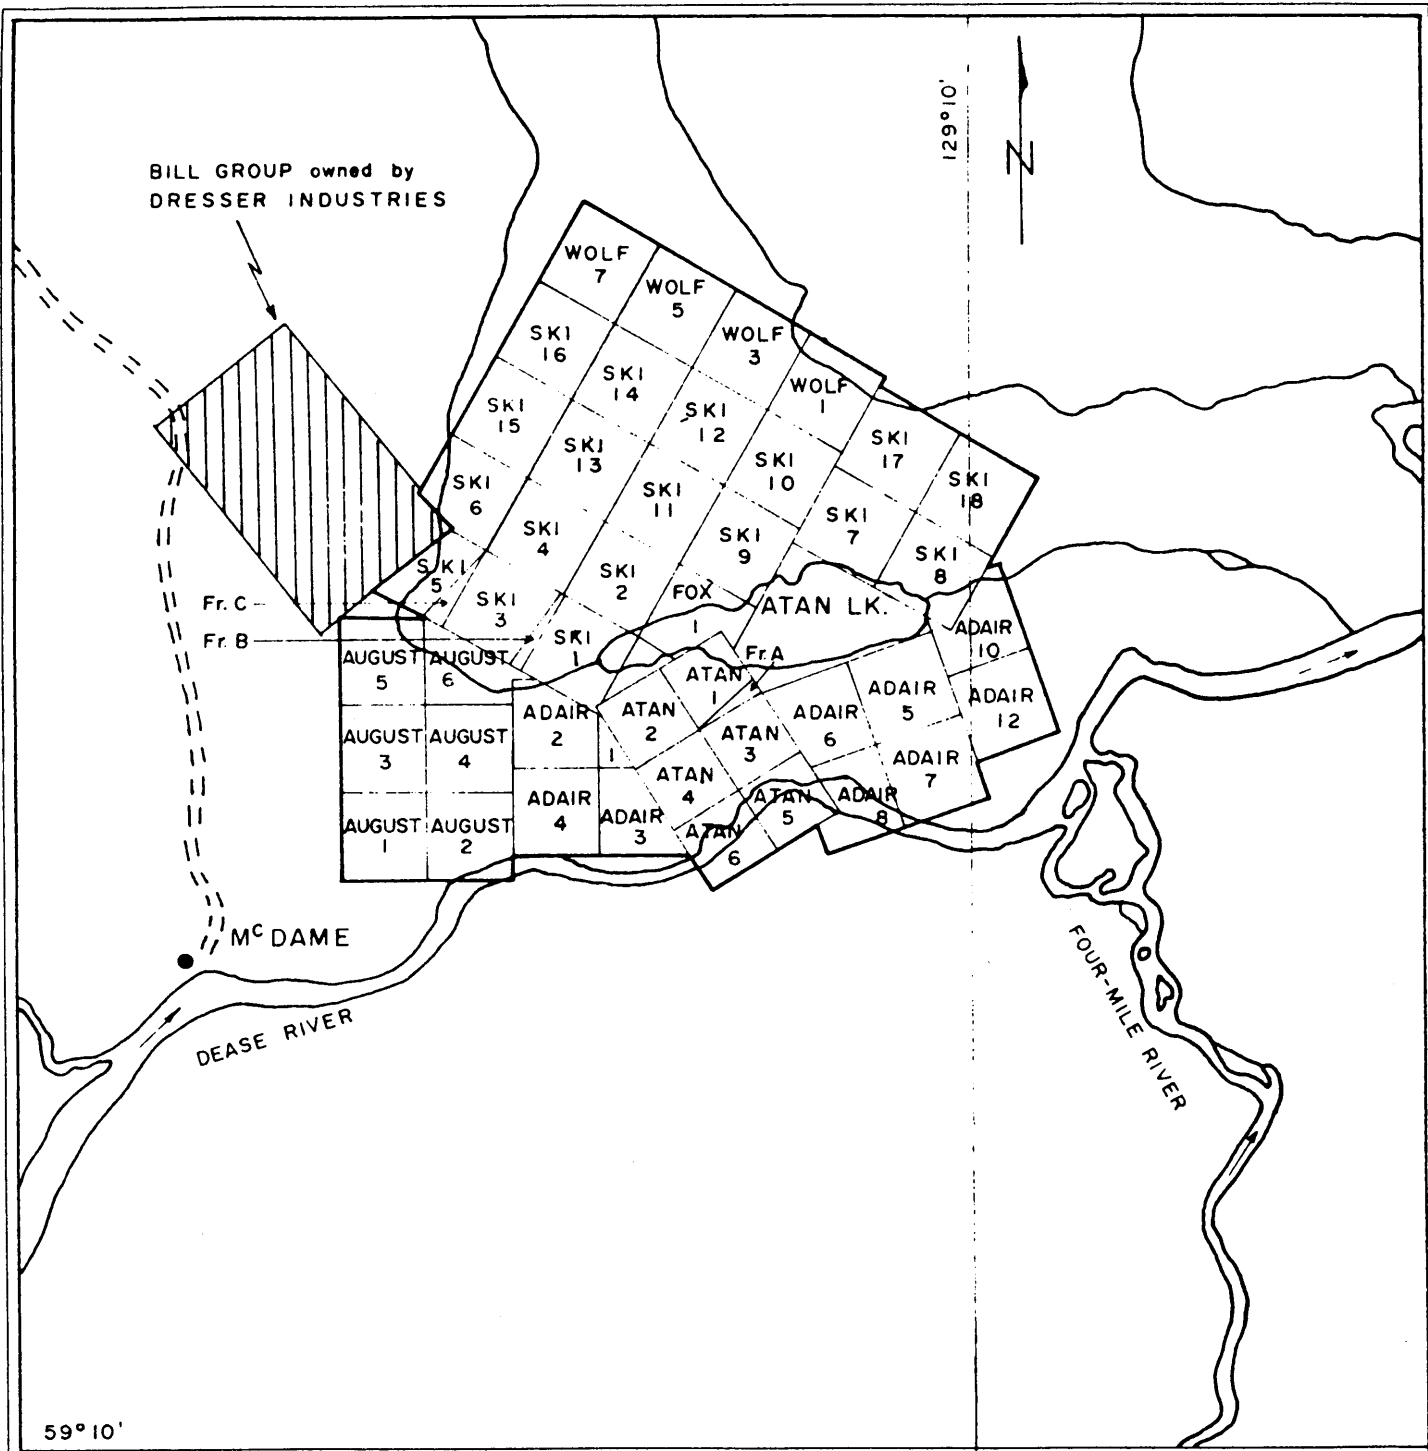 129°10'
N
BILL GROUP owned by
DRESSER INDUSTRIES
WOLF
7
WOLF
5
WOLF
3
WOLF
1
SKI
16
SKI
14
SKI
12
SKI
10
SKI
17
SKI
18
SKI
15
SKI
13
SKI
11
SKI
9
SKI
7
SKI
8
SKI
6
SKI
4
SKI
2
FOX
1
ATAN LK.
SKI
5
SKI
3
SKI
1
Fr. C
Fr. B
Fr. A
AUGUST
5
AUGUST
6
AUGUST
3
AUGUST
4
AUGUST
1
AUGUST
2
ADAIR
2
1
ADAIR
4
ADAIR
3
ATAN
1
ATAN
2
ATAN
3
ATAN
4
ATAN
5
ATAN
6
ADAIR
6
ADAIR
5
ADAIR
10
ADAIR
12
ADAIR
7
ADAIR
8
McDAME
DEASE RIVER
FOUR-MILE RIVER
59°10'